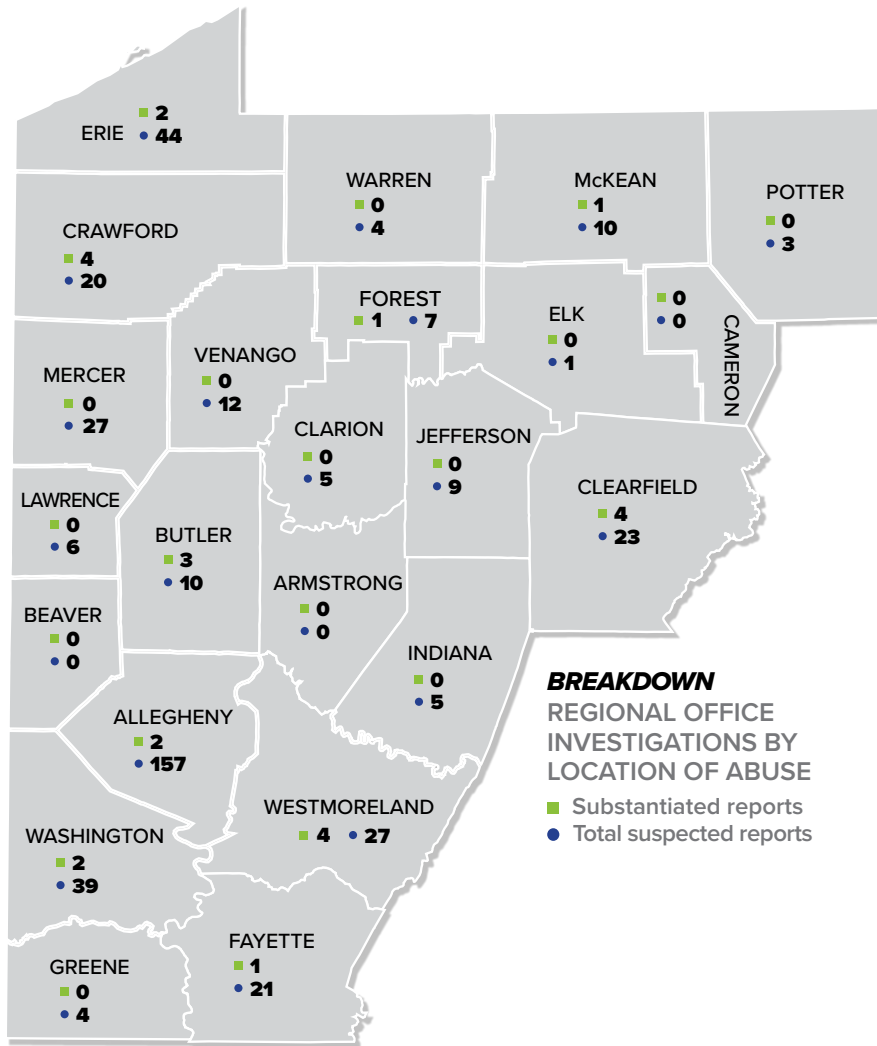 ERIE
2
44
WARREN
0
4
McKEAN
1
10
POTTER
0
3
CRAWFORD
4
20
FOREST
1 7
ELK
0
1
0
0
CAMERON
VENANGO
0
12
MERCER
0
27
CLARION
0
5
JEFFERSON
0
9
CLEARFIELD
4
23
LAWRENCE
0
6
BUTLER
3
10
ARMSTRONG
0
0
BEAVER
0
0
INDIANA
0
5
ALLEGHENY
2
157
WESTMORELAND
4 27
WASHINGTON
2
39
FAYETTE
1
21
GREENE
0
4
BREAKDOWN
REGIONAL OFFICE
INVESTIGATIONS BY
LOCATION OF ABUSE
Substantiated reports
Total suspected reports